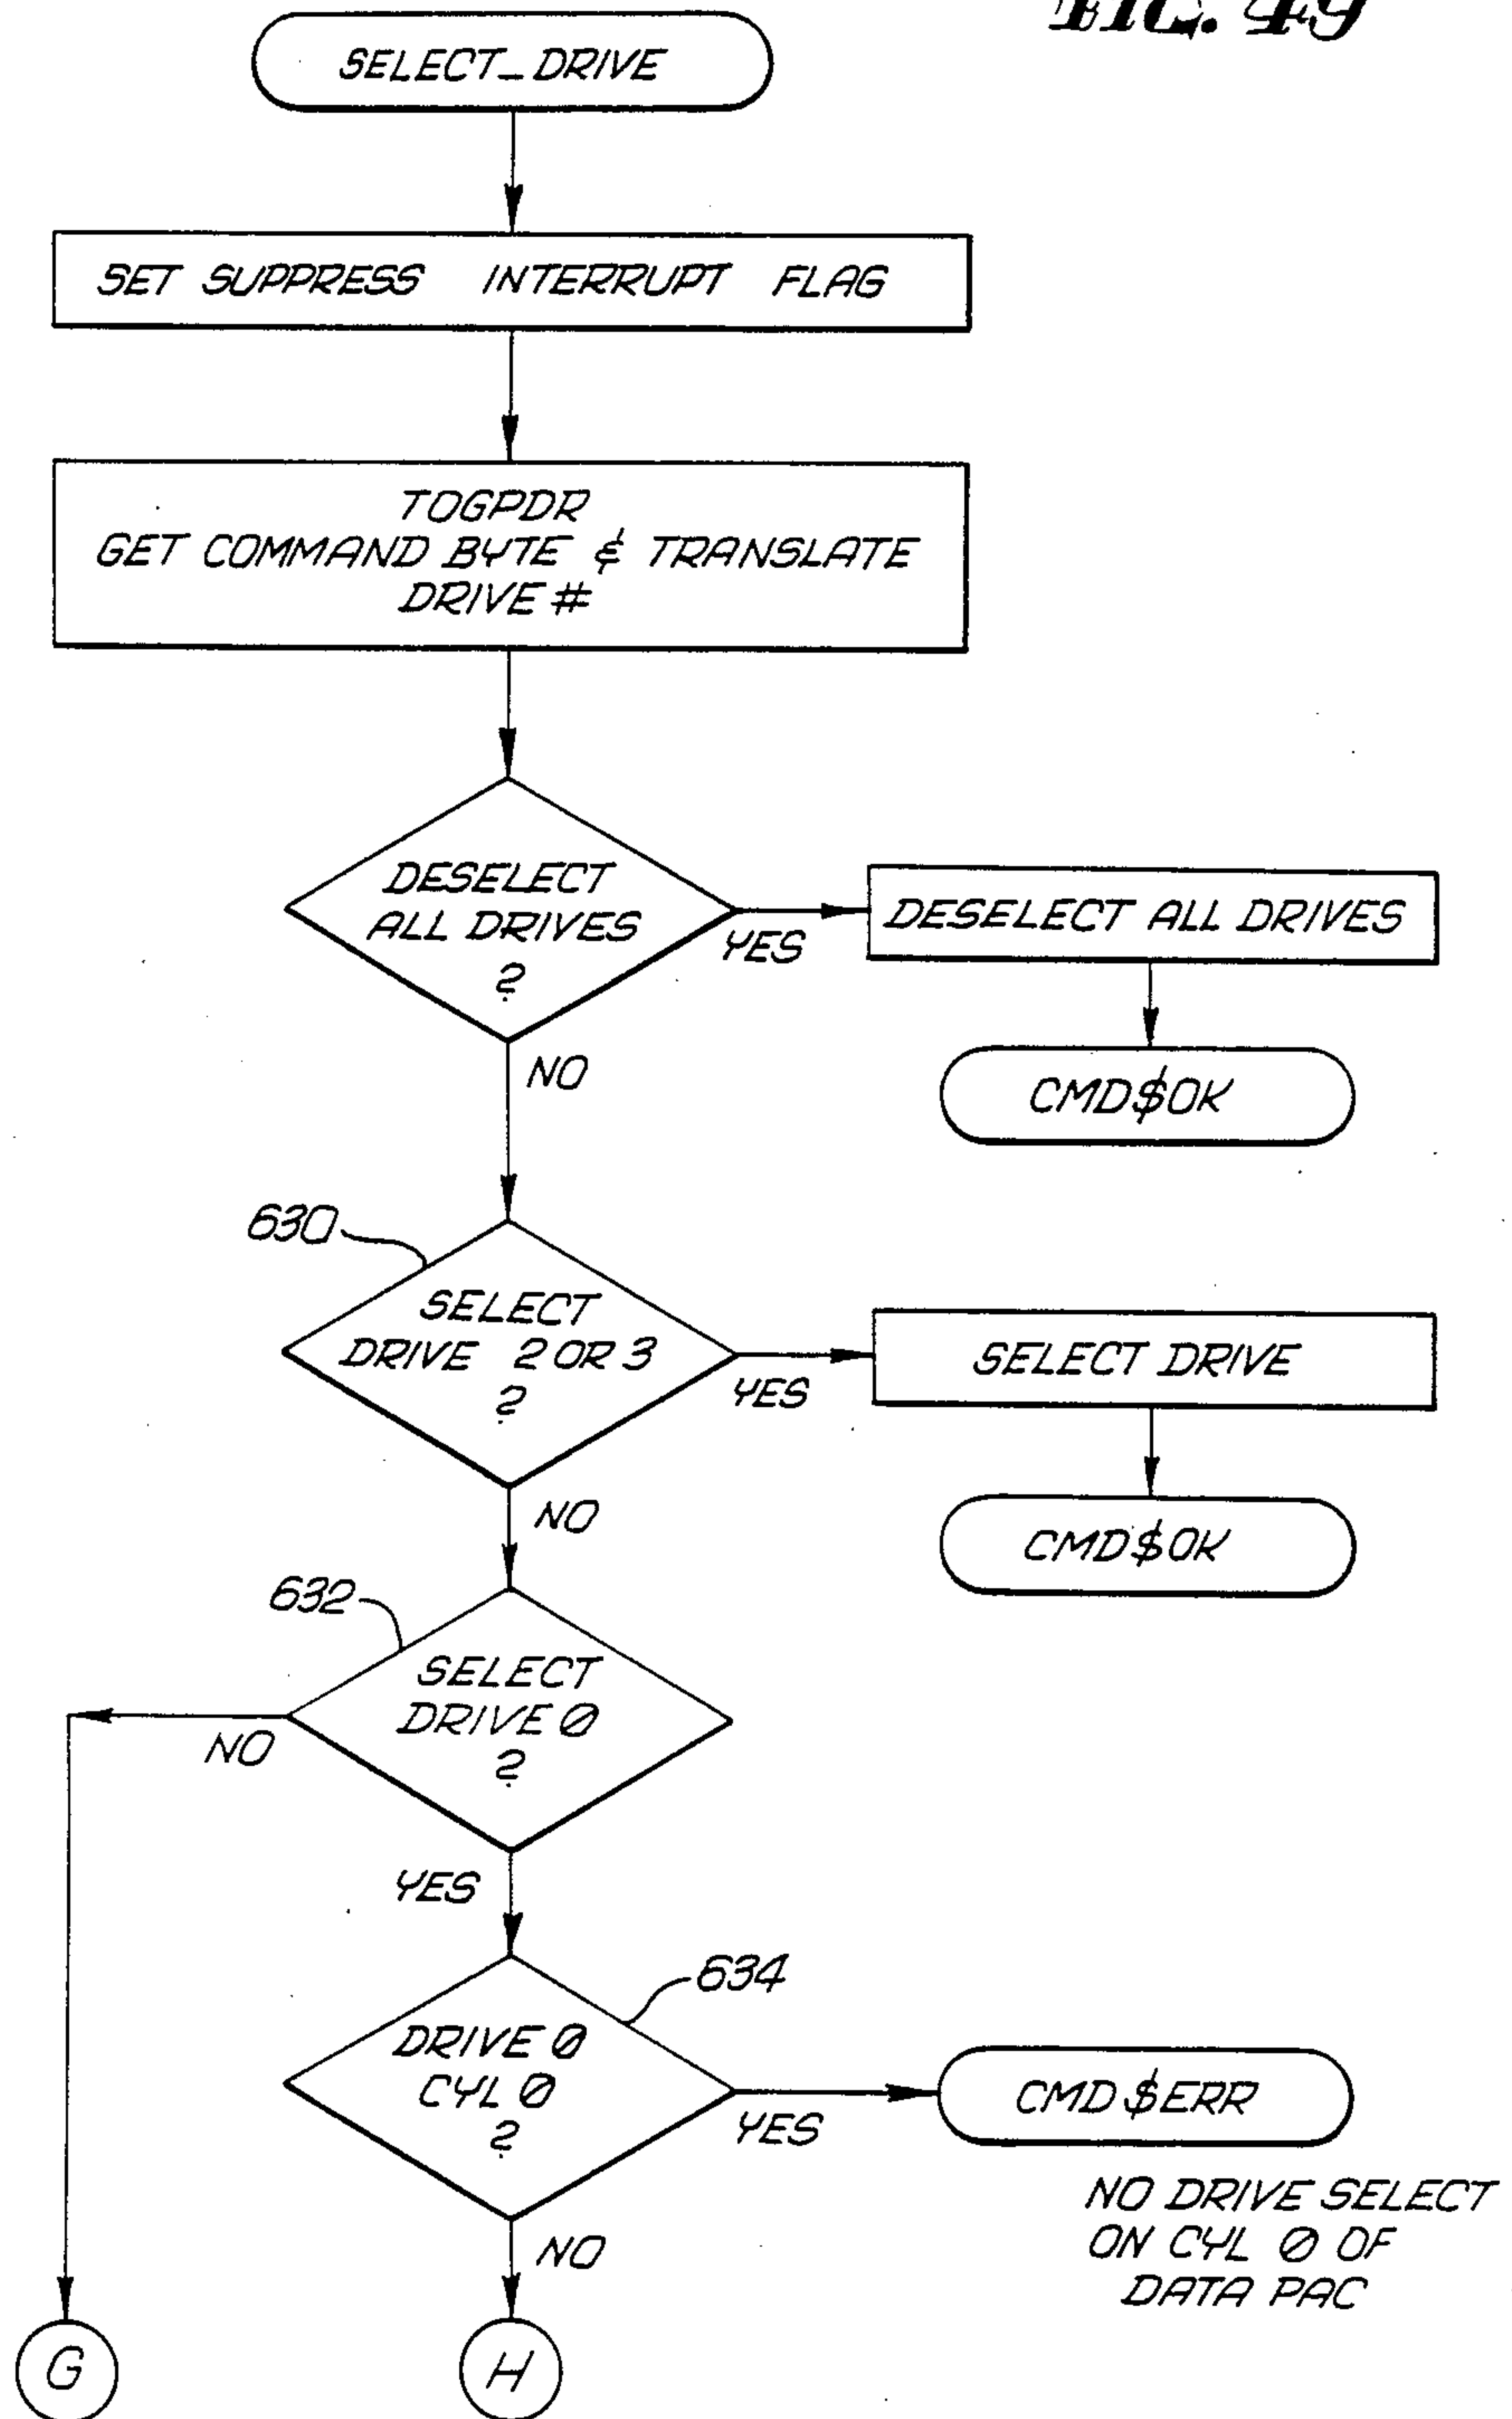 FIG. 49
SELECT_DRIVE
SET SUPPRESS INTERRUPT FLAG
TOGPDR
GET COMMAND BYTE & TRANSLATE
DRIVE #
DESELECT
ALL DRIVES
?
YES
DESELECT ALL DRIVES
CMD$OK
NO
630
SELECT
DRIVE 2 OR 3
?
YES
SELECT DRIVE
CMD$OK
NO
632
SELECT
DRIVE Ø
?
NO
YES
634
DRIVE Ø
CYL Ø
?
YES
CMD $ERR
NO DRIVE SELECT
ON CYL Ø OF
DATA PAC
NO
G
H